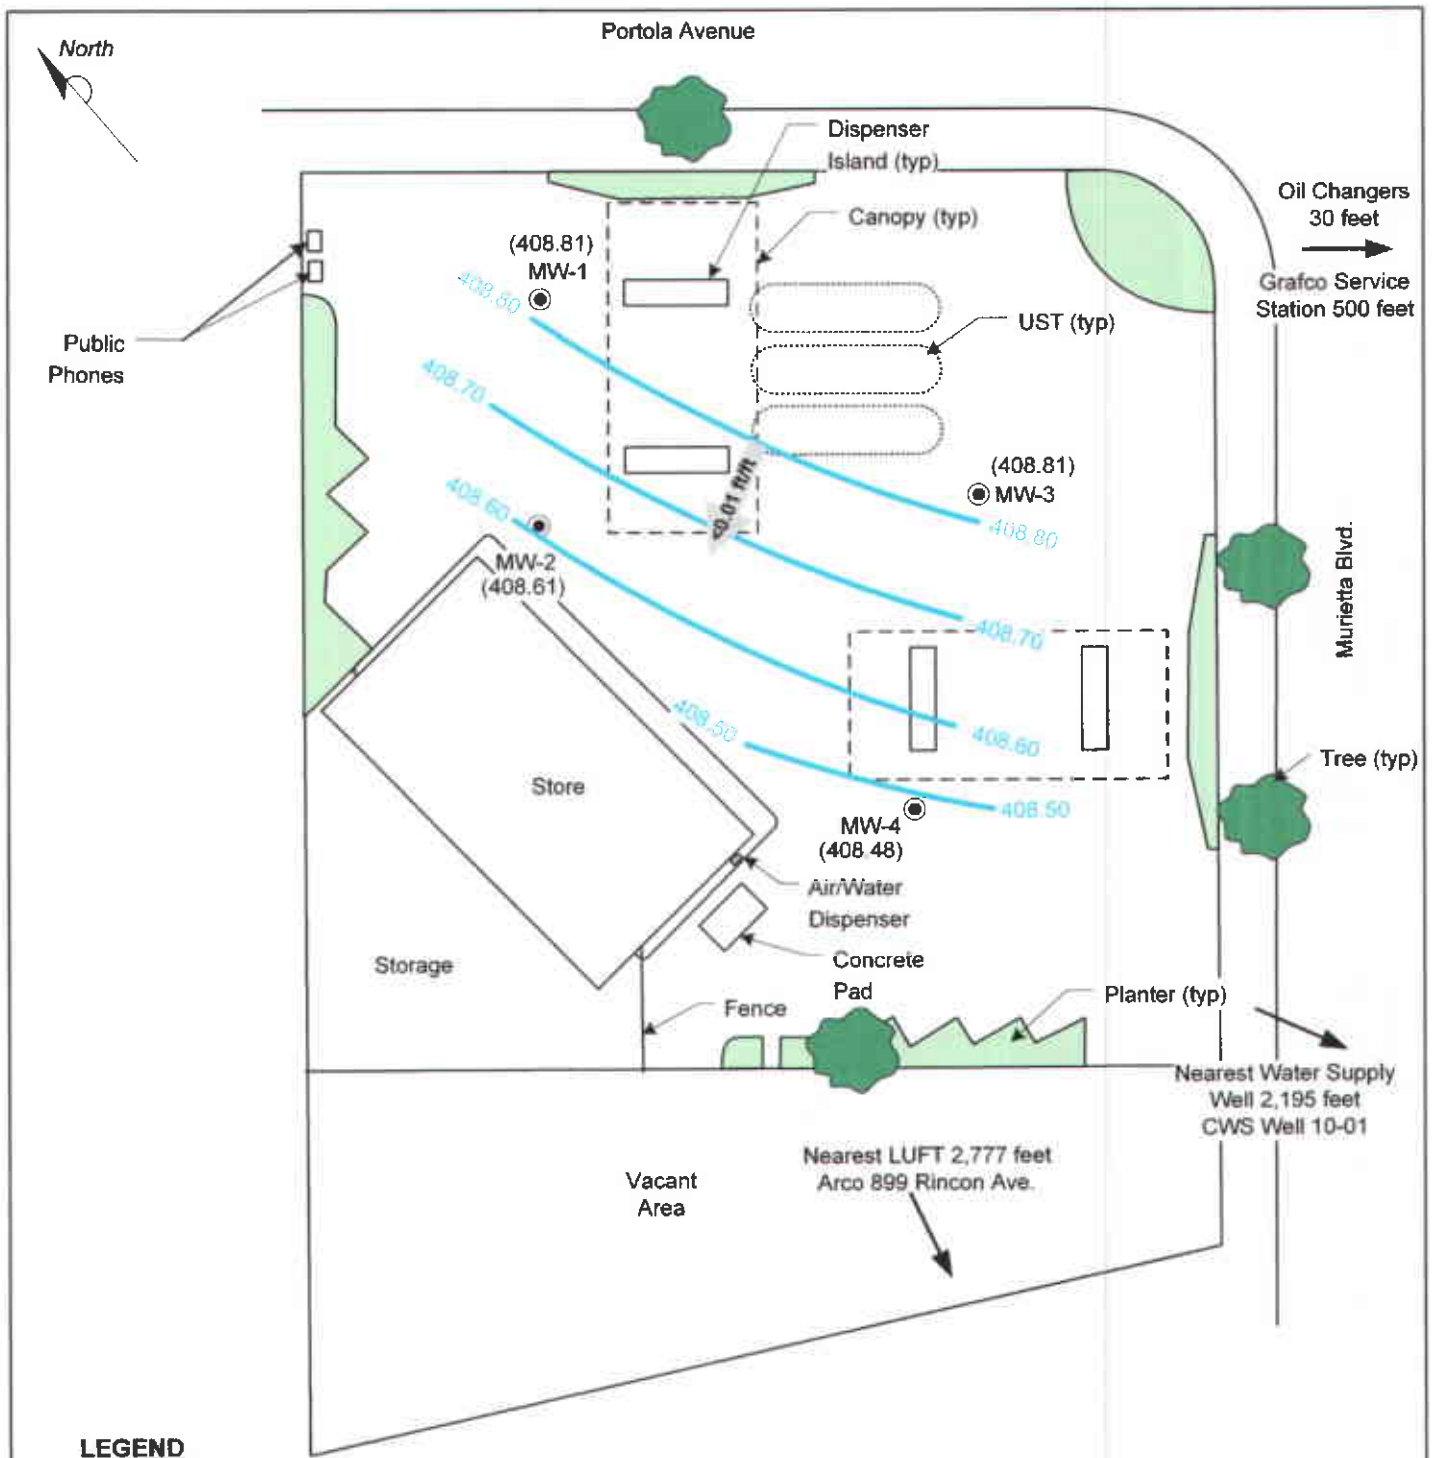 Portola Avenue
North
Dispenser
Island (typ)
Oil Changers
30 feet
Canopy (typ)
(408.81)
MW-1
408.80
Grafco Service
Station 500 feet
UST (typ)
Public
Phones
408.70
(408.81)
MW-3
408.60
<0.01 ft/ft
408.80
MW-2
(408.61)
Murietta Blvd.
408.70
408.50
408.60
Tree (typ)
Store
408.50
MW-4
(408.48)
Air/Water
Dispenser
Storage
Concrete
Pad
Planter (typ)
Fence
Nearest Water Supply
Well 2,195 feet
CWS Well 10-01
Nearest LUFT 2,777 feet
Arco 899 Rincon Ave.
Vacant
Area
LEGEND